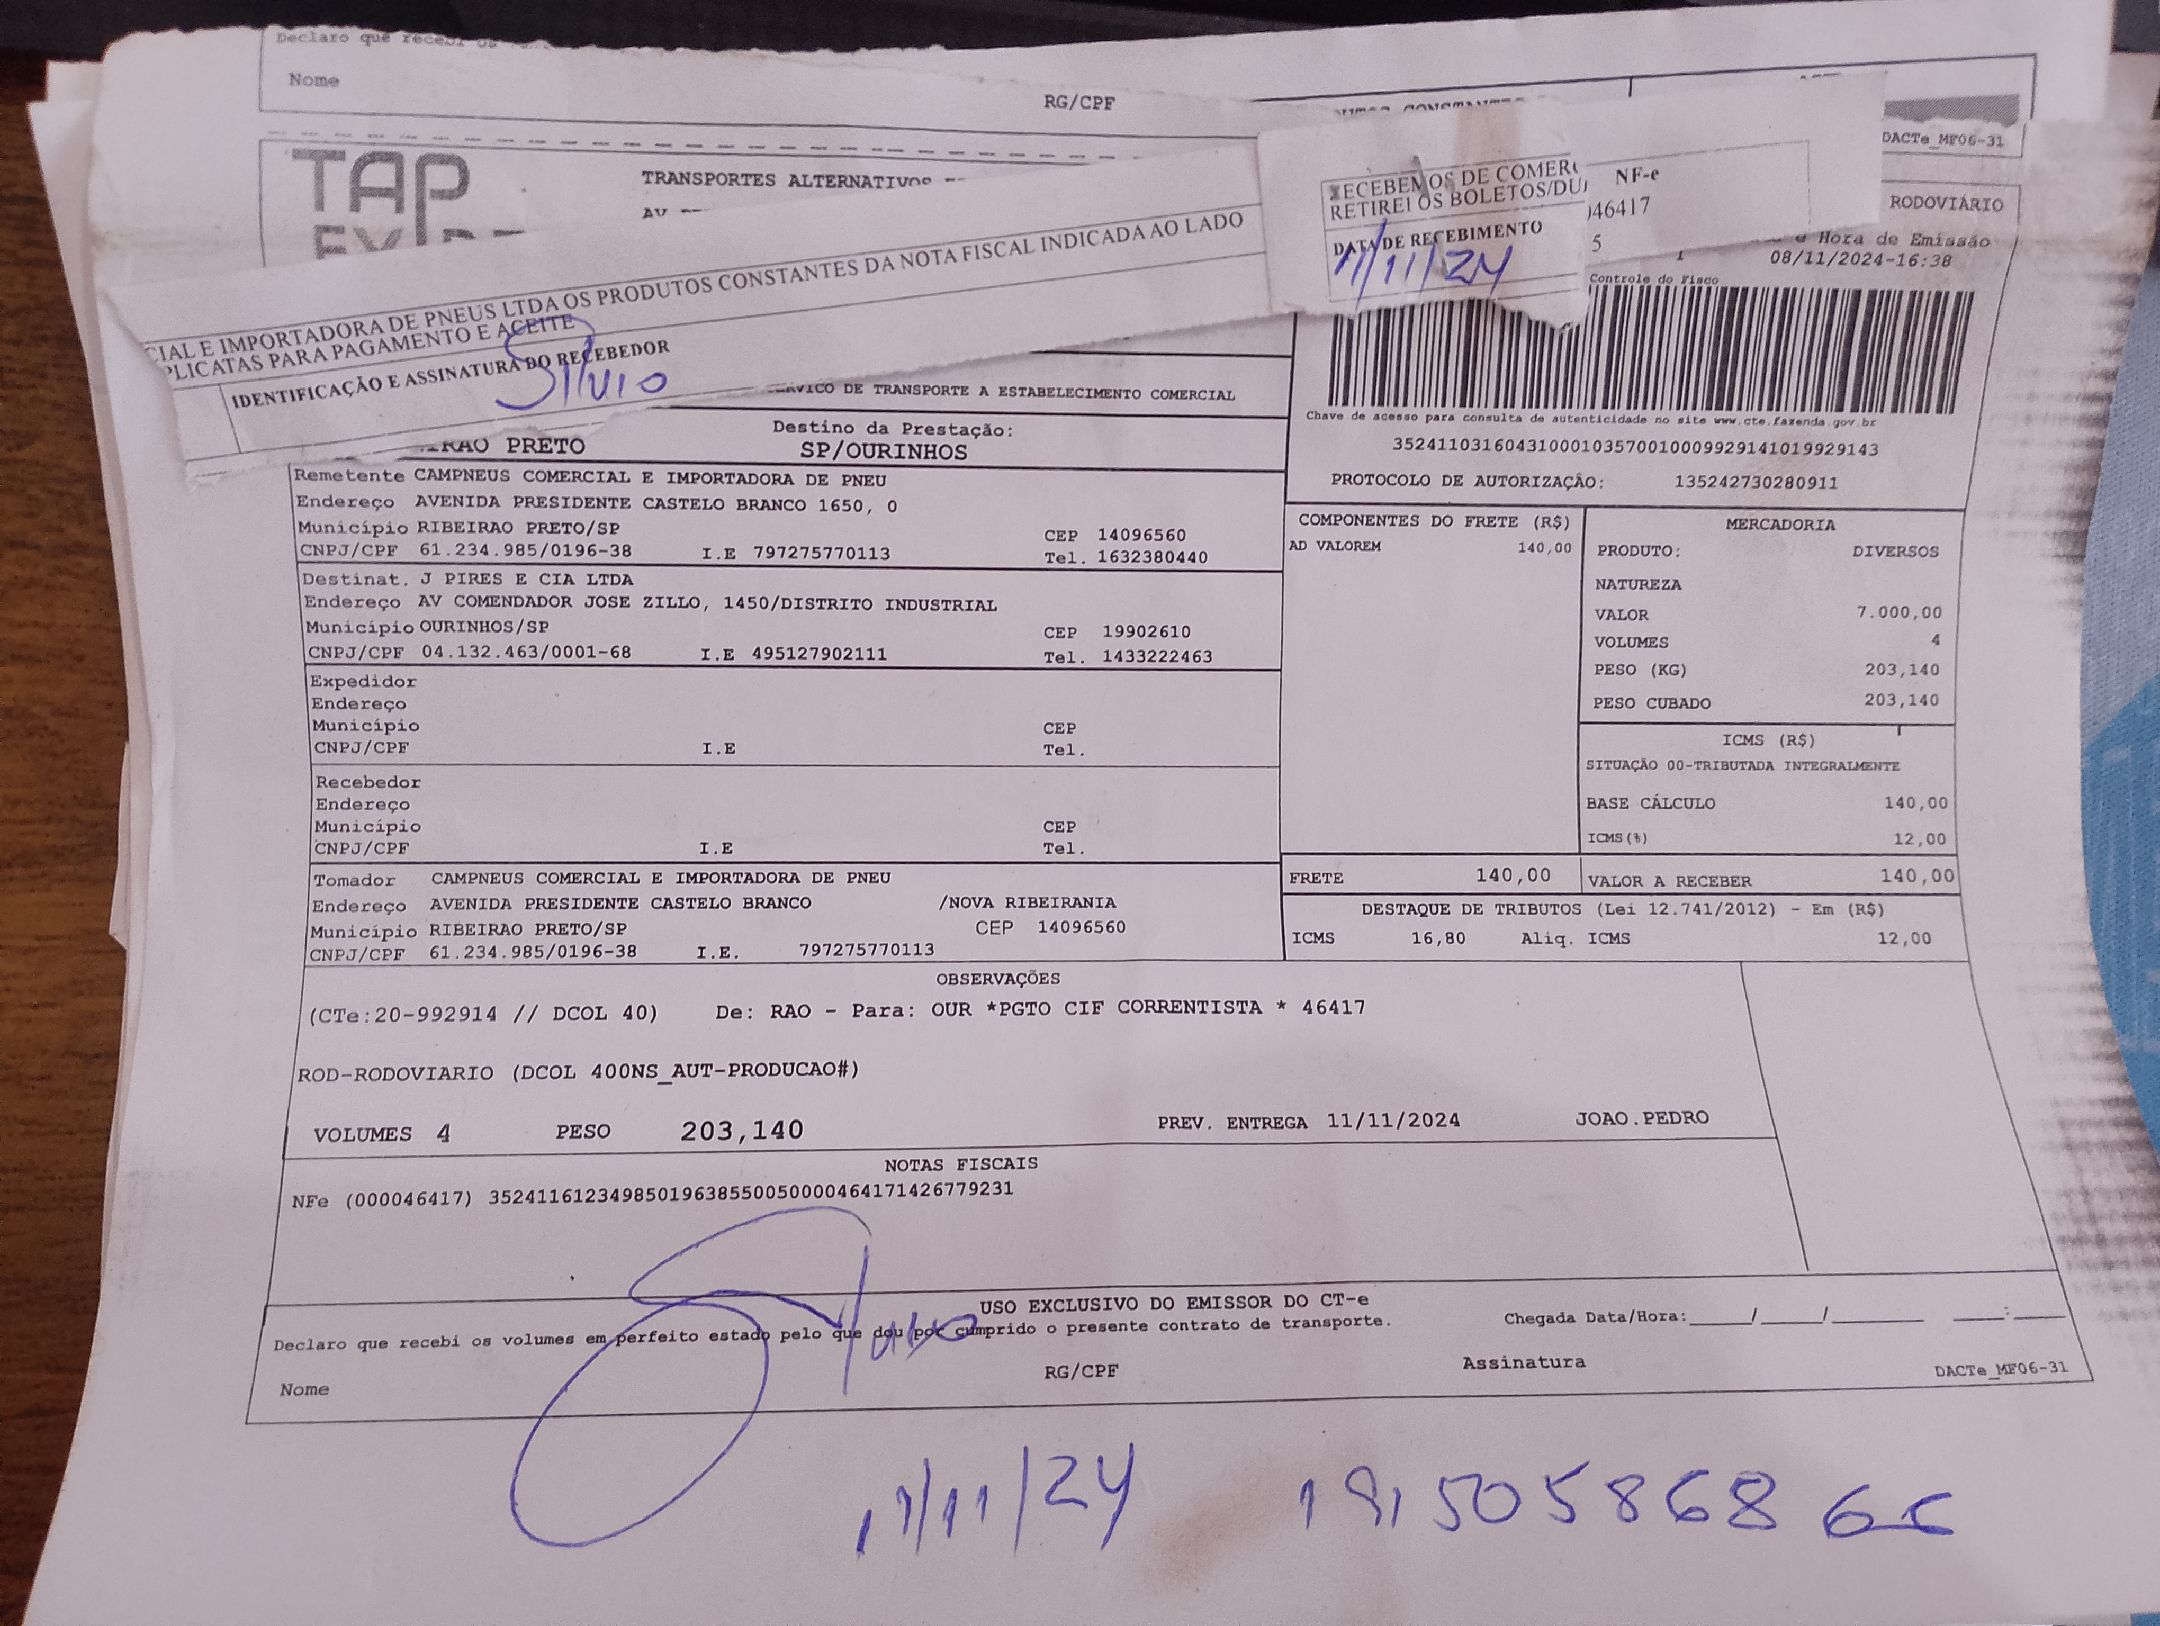 Declaro que recebi os
Nome
RG/CPF
DACTe_MF06-31
TAP
TRANSPORTES ALTERNATIVOS
AV
RODOVIÁRIO
Hora de Emissão
08/11/2024-16:38
RECEBEMOS DE COMERC
RETIREI OS BOLETOS/DU
DATA DE RECEBIMENTO
11/11/24
NF-e
46417
5
CIAL E IMPORTADORA DE PNEUS LTDA OS PRODUTOS CONSTANTES DA NOTA FISCAL INDICADA AO LADO
PLICATAS PARA PAGAMENTO E ACEITE
IDENTIFICAÇÃO E ASSINATURA DO RECEBEDOR
Silvio
Controle do Fisco
DE TRANSPORTE A ESTABELECIMENTO COMERCIAL
Chave de acesso para consulta de autenticidade no site www.cte.fazenda.gov.br
35241103160431000103570010009929141019929143
PROTOCOLO DE AUTORIZAÇÃO: 135242730280911
RAO PRETO
Destino da Prestação:
SP/OURINHOS
Remetente CAMPNEUS COMERCIAL E IMPORTADORA DE PNEU
Endereço AVENIDA PRESIDENTE CASTELO BRANCO 1650, 0
Município RIBEIRAO PRETO/SP CEP 14096560
CNPJ/CPF 61.234.985/0196-38 I.E 797275770113 Tel. 1632380440
Destinat. J PIRES E CIA LTDA
Endereço AV COMENDADOR JOSE ZILLO, 1450/DISTRITO INDUSTRIAL
Município OURINHOS/SP CEP 19902610
CNPJ/CPF 04.132.463/0001-68 I.E 495127902111 Tel. 1433222463
Expedidor
Endereço
Município CEP
CNPJ/CPF I.E Tel.
Recebedor
Endereço
Município CEP
CNPJ/CPF I.E Tel.
Tomador CAMPNEUS COMERCIAL E IMPORTADORA DE PNEU
Endereço AVENIDA PRESIDENTE CASTELO BRANCO /NOVA RIBEIRANIA
Município RIBEIRAO PRETO/SP CEP 14096560
CNPJ/CPF 61.234.985/0196-38 I.E. 797275770113
COMPONENTES DO FRETE (R$)
AD VALOREM 140,00
MERCADORIA
PRODUTO: DIVERSOS
NATUREZA
VALOR 7.000,00
VOLUMES 4
PESO (KG) 203,140
PESO CUBADO 203,140
ICMS (R$)
SITUAÇÃO 00-TRIBUTADA INTEGRALMENTE
BASE CÁLCULO 140,00
ICMS(%) 12,00
FRETE 140,00 VALOR A RECEBER 140,00
DESTAQUE DE TRIBUTOS (Lei 12.741/2012) - Em (R$)
ICMS 16,80 Aliq. ICMS 12,00
OBSERVAÇÕES
(CTe:20-992914 // DCOL 40) De: RAO - Para: OUR *PGTO CIF CORRENTISTA * 46417
ROD-RODOVIARIO (DCOL 400NS_AUT-PRODUCAO#)
VOLUMES 4 PESO 203,140 PREV. ENTREGA 11/11/2024 JOAO.PEDRO
NOTAS FISCAIS
NFe (000046417) 35241161234985019638550050000464171426779231
USO EXCLUSIVO DO EMISSOR DO CT-e
Declaro que recebi os volumes em perfeito estado pelo que dou por cumprido o presente contrato de transporte.
Chegada Data/Hora:_____/_____/________ ____:____
Silvio
Nome RG/CPF Assinatura
DACTe_MF06-31
11/11/24